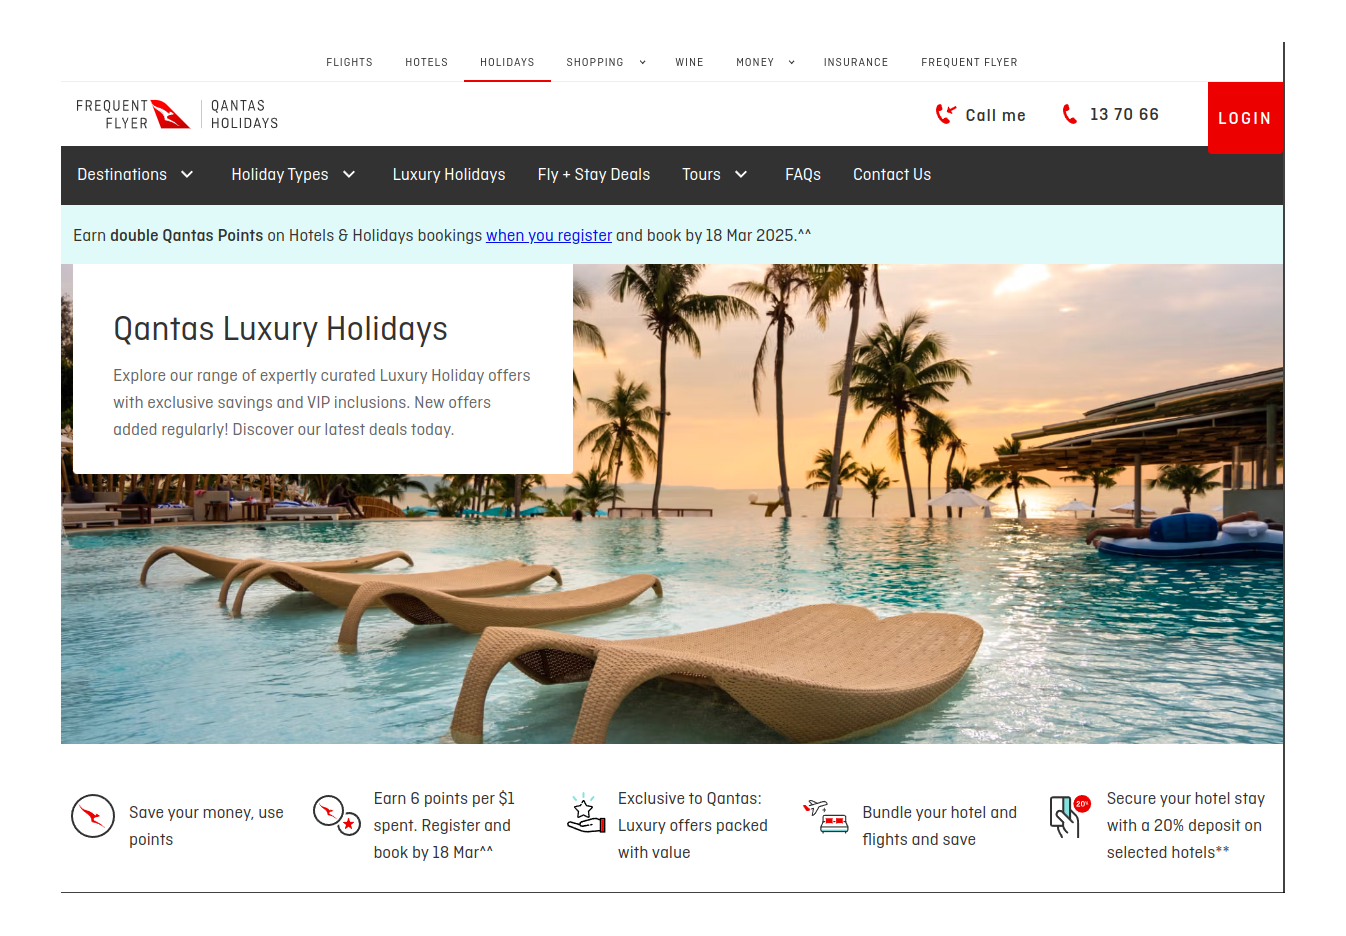 FLIGHTS HOTELS HOLIDAYS SHOPPING WINE MONEY INSURANCE FREQUENT FLYER
FREQUENT FLYER
QANTAS HOLIDAYS
Call me 13 70 66 LOGIN
Destinations Holiday Types Luxury Holidays Fly + Stay Deals Tours FAQs Contact Us
Earn double Qantas Points on Hotels & Holidays bookings when you register and book by 18 Mar 2025.^^
Qantas Luxury Holidays
Explore our range of expertly curated Luxury Holiday offers
with exclusive savings and VIP inclusions. New offers
added regularly! Discover our latest deals today.
Save your money, use
points
Earn 6 points per $1
spent. Register and
book by 18 Mar^^
Exclusive to Qantas:
Luxury offers packed
with value
Bundle your hotel and
flights and save
20%
Secure your hotel stay
with a 20% deposit on
selected hotels**